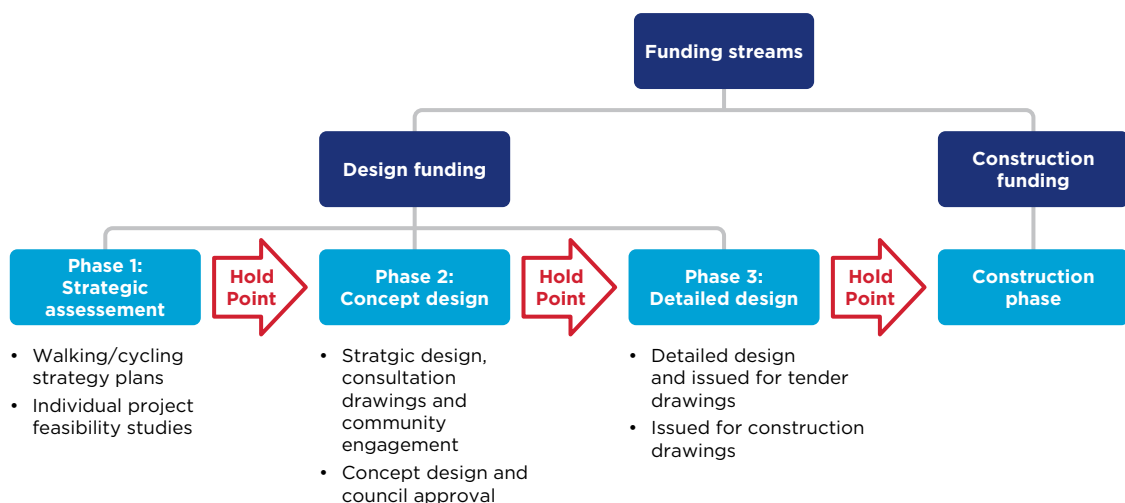 Funding streams
Design funding
Construction
funding
Phase 1:
Strategic
assessement
Hold
Point
Phase 2:
Concept design
Hold
Point
Phase 3:
Detailed design
Hold
Point
Construction
phase
• Walking/cycling
strategy plans
• Individual project
feasibility studies
• Stratgic design,
consultation
drawings and
community
engagement
• Concept design and
council approval
• Detailed design
and issued for tender
drawings
• Issued for construction
drawings